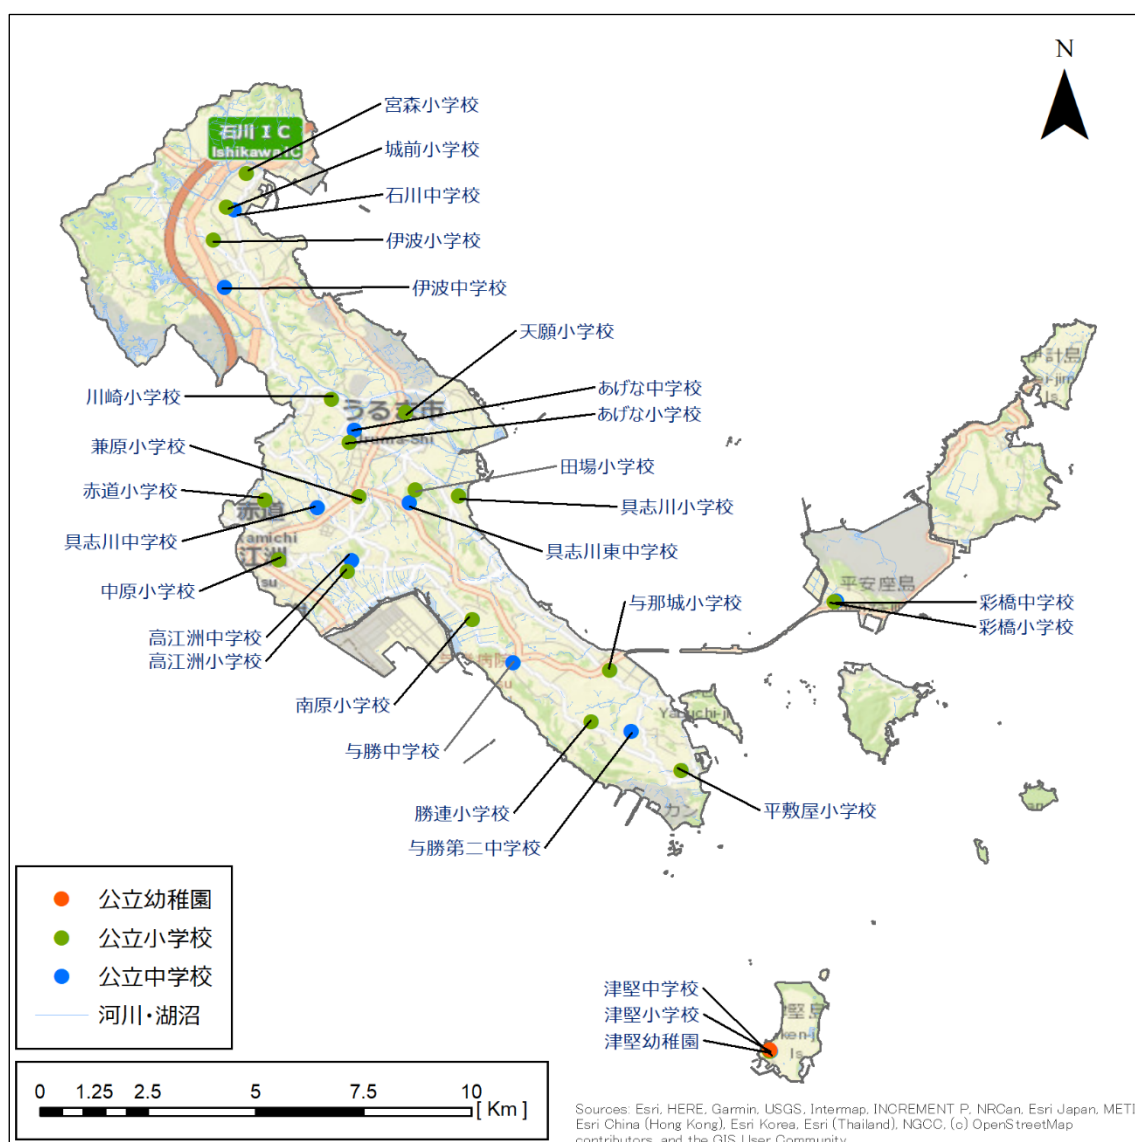 N
宮森小学校
石川 I C
Ishikawa IC
城前小学校
石川中学校
伊波小学校
伊波中学校
天願小学校
川崎小学校
あげな中学校
うるま市
あげな小学校
兼原小学校
田場小学校
赤道小学校
具志川小学校
赤道
具志川中学校
具志川東中学校
江洲
中原小学校
平安座島
与那城小学校
彩橋中学校
彩橋小学校
高江洲中学校
高江洲小学校
南原小学校
与勝中学校
勝連小学校
平敷屋小学校
与勝第二中学校
公立幼稚園
公立小学校
公立中学校
河川・湖沼
津堅中学校
津堅小学校
津堅幼稚園
0 1.25 2.5 5 7.5 10
[ Km ]
Sources: Esri, HERE, Garmin, USGS, Intermap, INCREMENT P, NRCan, Esri Japan, METI,
Esri China (Hong Kong), Esri Korea, Esri (Thailand), NGCC, (c) OpenStreetMap
contributors, and the GIS User Community